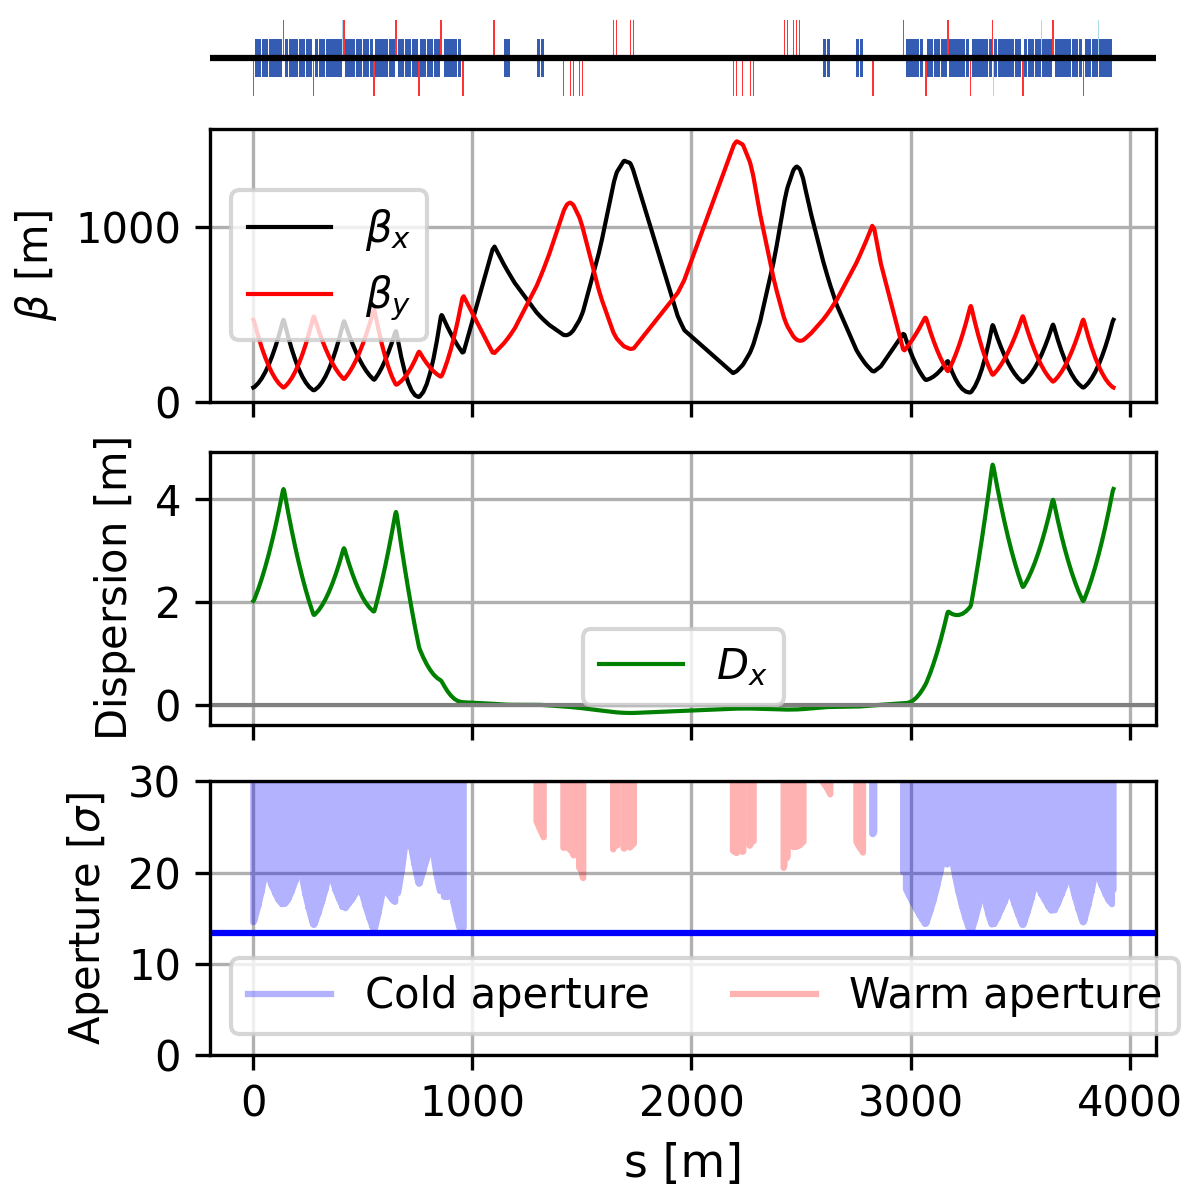 β [m]
1000
0
βx
βy
Dispersion [m]
4
2
0
Dx
Aperture [σ]
30
20
10
0
Cold aperture
Warm aperture
0 1000 2000 3000 4000
s [m]